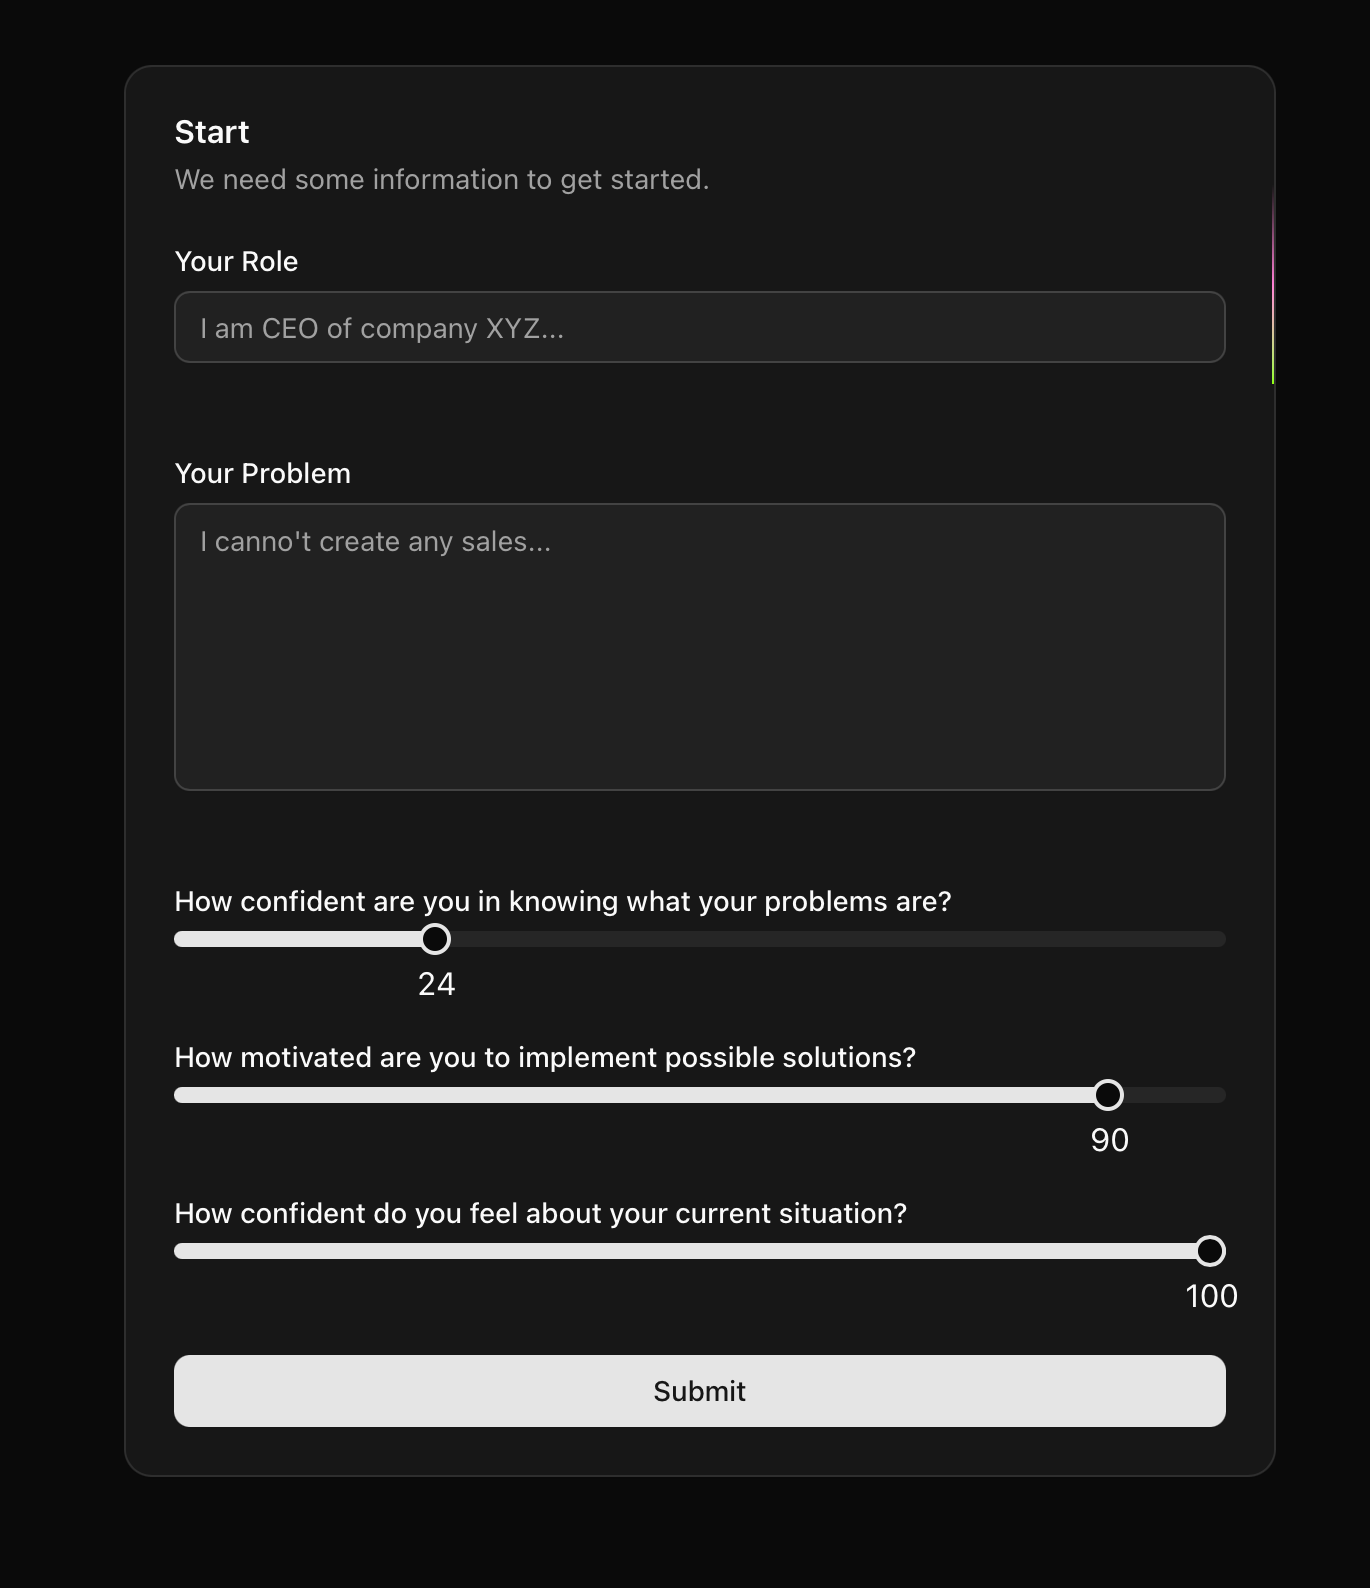 Start
We need some information to get started.
Your Role
I am CEO of company XYZ...
Your Problem
I canno't create any sales...
How confident are you in knowing what your problems are?
24
How motivated are you to implement possible solutions?
90
How confident do you feel about your current situation?
100
Submit